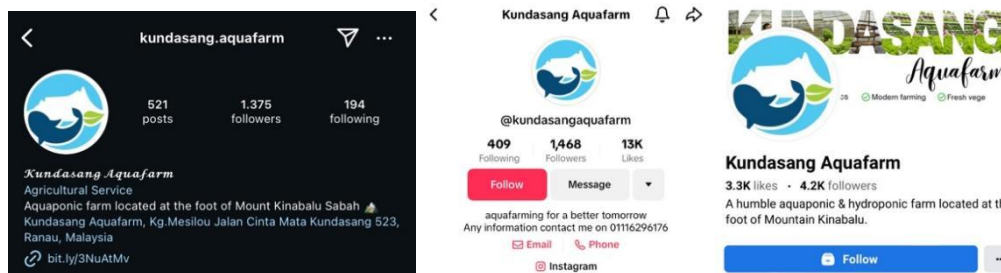 kundasang.aquafarm
521 1.375 194
posts followers following
𝓚𝓾𝓷𝓭𝓪𝓼𝓪𝓷𝓰 𝓐𝓺𝓾𝓪𝓯𝓪𝓻𝓶
Agricultural Service
Aquaponic farm located at the foot of Mount Kinabalu Sabah 🏔️
Kundasang Aquafarm, Kg.Mesilou Jalan Cinta Mata Kundasang 523,
Ranau, Malaysia
bit.ly/3NuAtMv
Kundasang Aquafarm
@kundasangaquafarm
409 1,468 13K
Following Followers Likes
Follow Message
aquafarming for a better tomorrow
Any information contact me on 01116296176
Email Phone
Instagram
KUNDASANG
Aquafarm
Modern farming Fresh vege
Kundasang Aquafarm
3.3K likes · 4.2K followers
A humble aquaponic & hydroponic farm located at th
foot of Mountain Kinabalu.
Follow